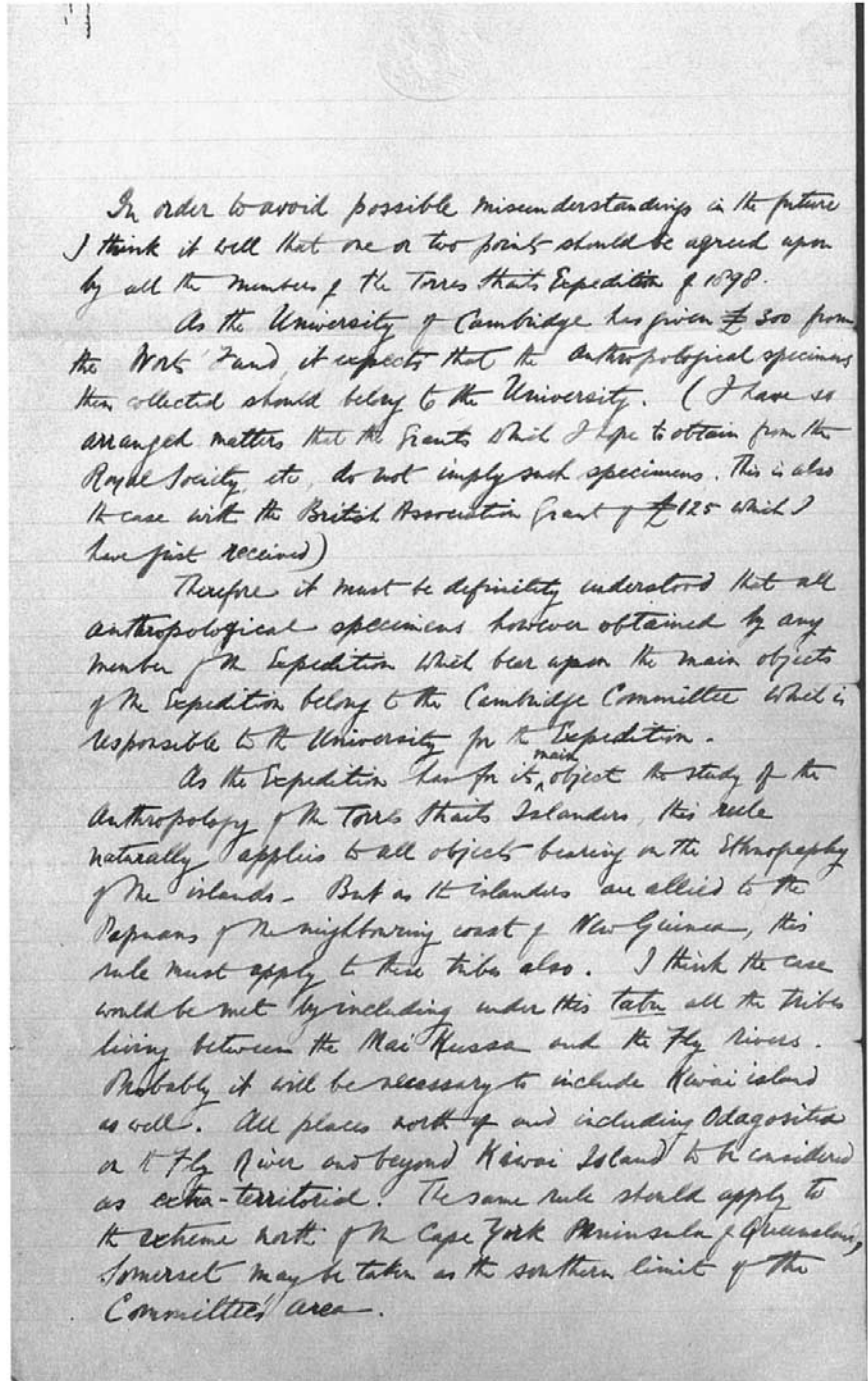 In order to avoid possible misunderstandings in the future
I think it well that one or two points should be agreed upon
by all the members of the Torres Straits Expedition of 1898.
As the University of Cambridge has given £300 from
the Worts' Fund, it expects that the anthropological specimens
then collected should belong to the University. (I have so
arranged matters that the Grants which I hope to obtain from the
Royal Society, etc, do not imply such specimens. This is also
the case with the British Association Grant of £125 which I
have just received)
Therefore it must be definitely understood that all
anthropological specimens however obtained by any
member of the Expedition which bear upon the main objects
of the Expedition belong to the Cambridge Committee which is
responsible to the University for the Expedition.
As the Expedition has for its main object the study of the
Anthropology of the Torres Straits Islanders, this rule
naturally applies to all objects bearing on the Ethnography
of the islands - But as the islanders are allied to the
Papuans of the neighbouring coast of New Guinea, this
rule must apply to these tribes also. I think the case
would be met by including under this tabu all the tribes
living between the Mai Kussa and the Fly rivers.
Probably it will be necessary to include Kiwai island
as well. All places north of and including Odagositia
on the Fly River and beyond Kiwai Island to be considered
as extra-territorial. The same rule should apply to
the extreme north of the Cape York Peninsula of Queensland,
Somerset may be taken as the southern limit of the
Committee's area.